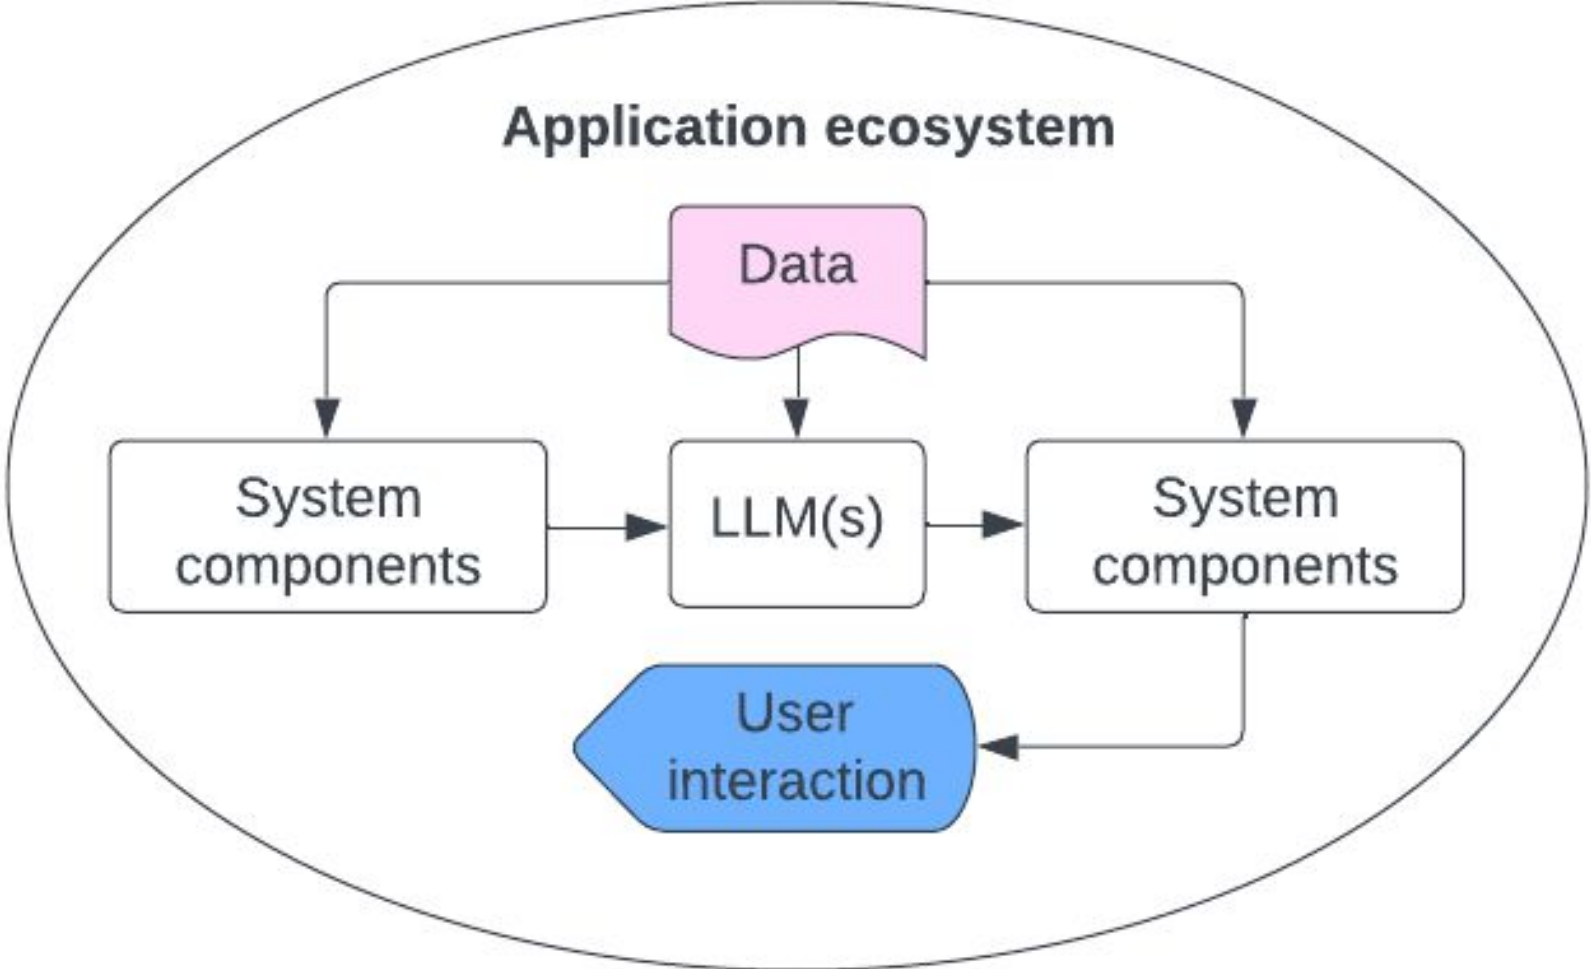 Application ecosystem
Data
System
components
LLM(s)
System
components
User
interaction